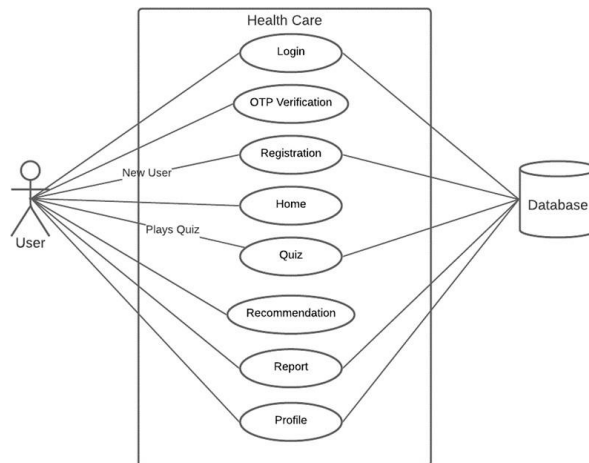 Health Care
Login
OTP Verification
Registration
New User
Home
Plays Quiz
Quiz
User
Database
Recommendation
Report
Profile